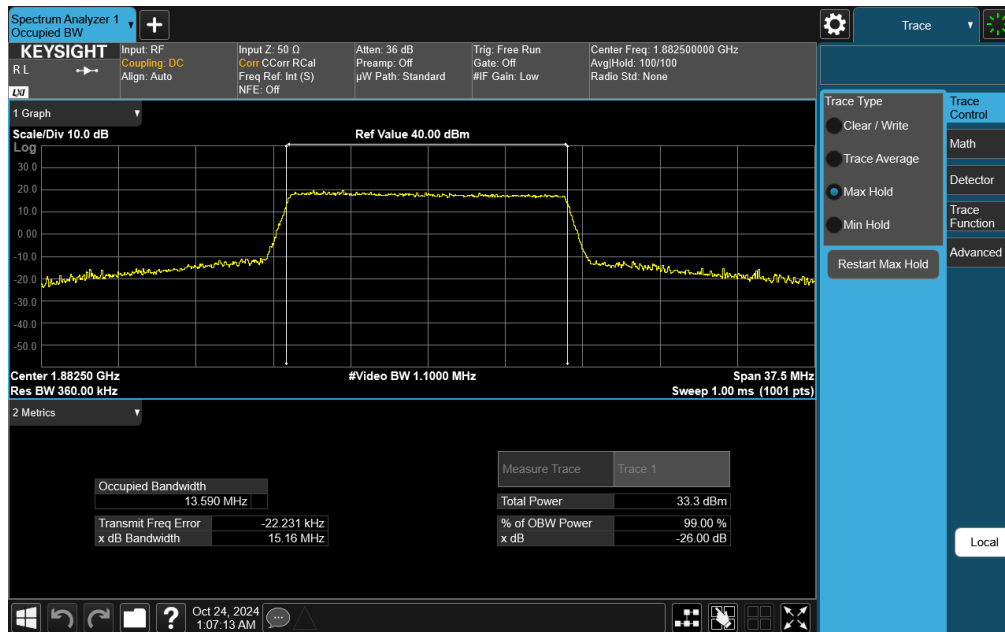 Spectrum Analyzer 1
Occupied BW
Trace
KEYSIGHT
R L
LXI
Input: RF
Coupling: DC
Align: Auto
Input Z: 50 Ω
Corr CCorr RCal
Freq Ref: Int (S)
NFE: Off
Atten: 36 dB
Preamp: Off
µW Path: Standard
Trig: Free Run
Gate: Off
#IF Gain: Low
Center Freq: 1.882500000 GHz
Avg|Hold: 100/100
Radio Std: None
1 Graph
Scale/Div 10.0 dB
Ref Value 40.00 dBm
Log
30.0
20.0
10.0
0.00
-10.0
-20.0
-30.0
-40.0
-50.0
Center 1.88250 GHz
#Video BW 1.1000 MHz
Span 37.5 MHz
Res BW 360.00 kHz
Sweep 1.00 ms (1001 pts)
2 Metrics
Measure Trace
Trace 1
Occupied Bandwidth
13.590 MHz
Total Power
33.3 dBm
Transmit Freq Error
-22.231 kHz
% of OBW Power
99.00 %
x dB Bandwidth
15.16 MHz
x dB
-26.00 dB
Trace Type
Clear / Write
Trace Average
Max Hold
Min Hold
Restart Max Hold
Trace
Control
Math
Detector
Trace
Function
Advanced
Local
?
Oct 24, 2024
1:07:13 AM